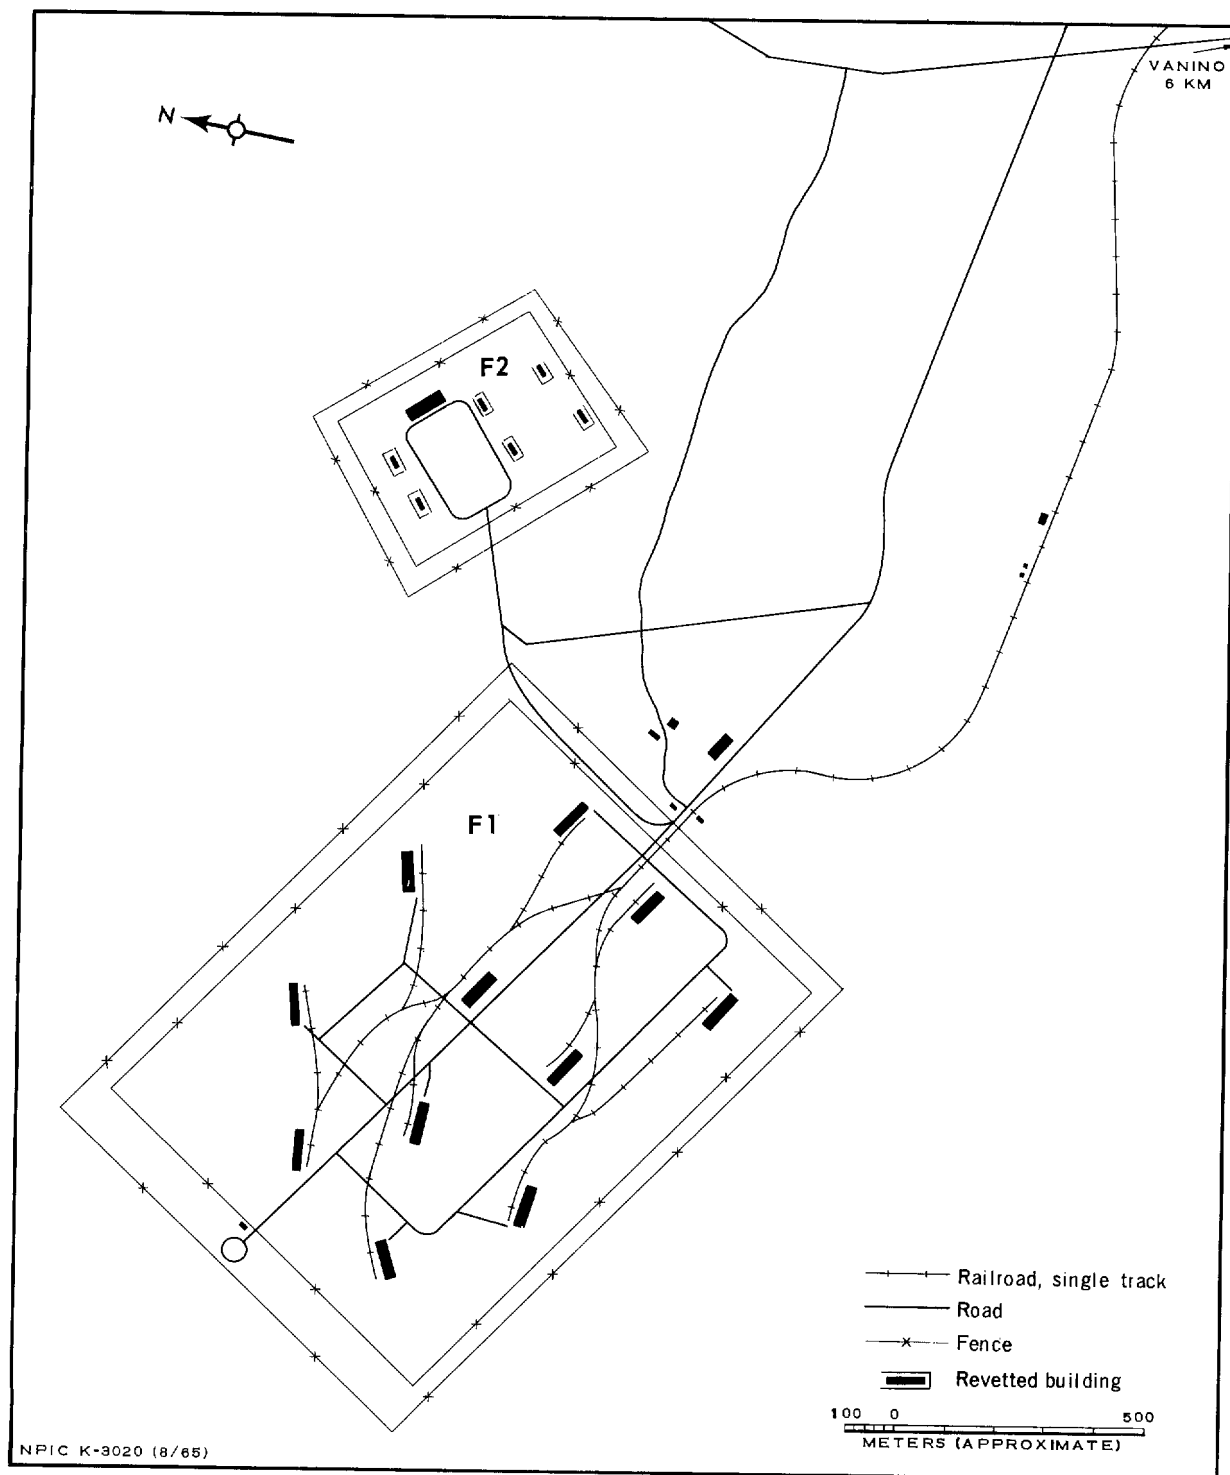 VANINO
6 KM
N
F2
F1
Railroad, single track
Road
Fence
Revetted building
100 0 500
METERS (APPROXIMATE)
NPIC K-3020 (8/65)